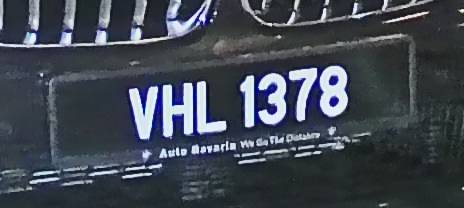 VHL 1378
Auto Bavaria We Go The Distance